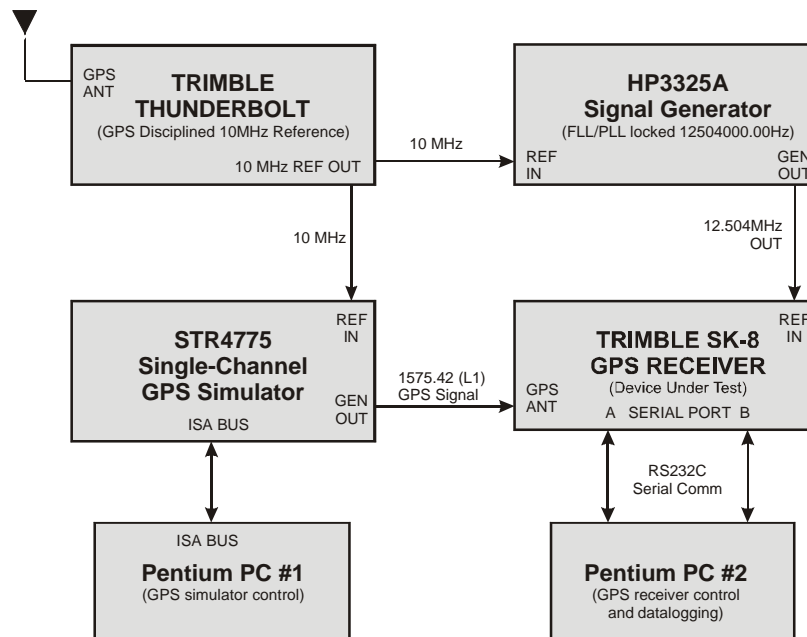 GPS
ANT
TRIMBLE
THUNDERBOLT
(GPS Disciplined 10MHz Reference)
10 MHz REF OUT
10 MHz
HP3325A
Signal Generator
(FLL/PLL locked 12504000.00Hz)
REF
IN
GEN
OUT
10 MHz
12.504MHz
OUT
STR4775
Single-Channel
GPS Simulator
REF
IN
GEN
OUT
ISA BUS
1575.42 (L1)
GPS Signal
TRIMBLE SK-8
GPS RECEIVER
(Device Under Test)
REF
IN
GPS
ANT
A SERIAL PORT B
RS232C
Serial Comm
ISA BUS
Pentium PC #1
(GPS simulator control)
Pentium PC #2
(GPS receiver control
and datalogging)